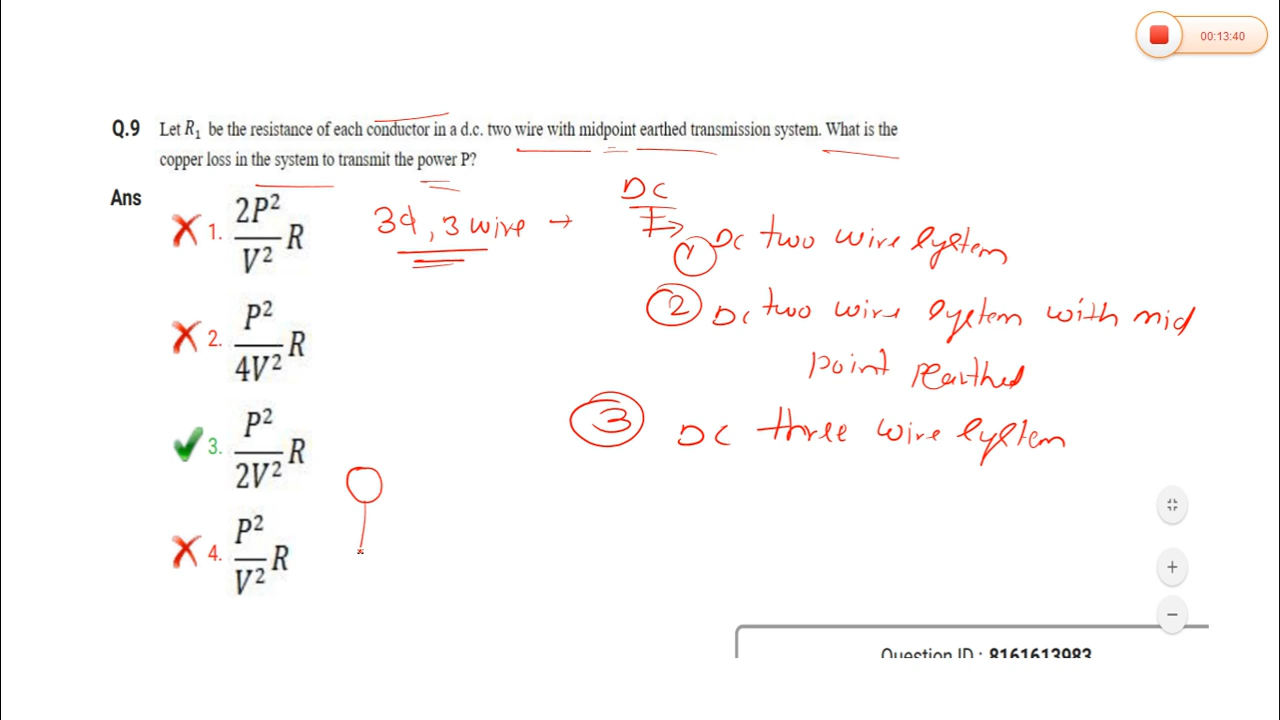 00:13:40
Q.9 Let R₁ be the resistance of each conductor in a d.c. two wire with midpoint earthed transmission system. What is the
copper loss in the system to transmit the power P?
Ans
1. 2P²/V² R
2. P²/4V² R
3. P²/2V² R
4. P²/V² R
3ϕ, 3 wire →
DC
1 DC two wire system
2 DC two wire system with mid
point
3 DC three wire system
Question ID : 8161613983